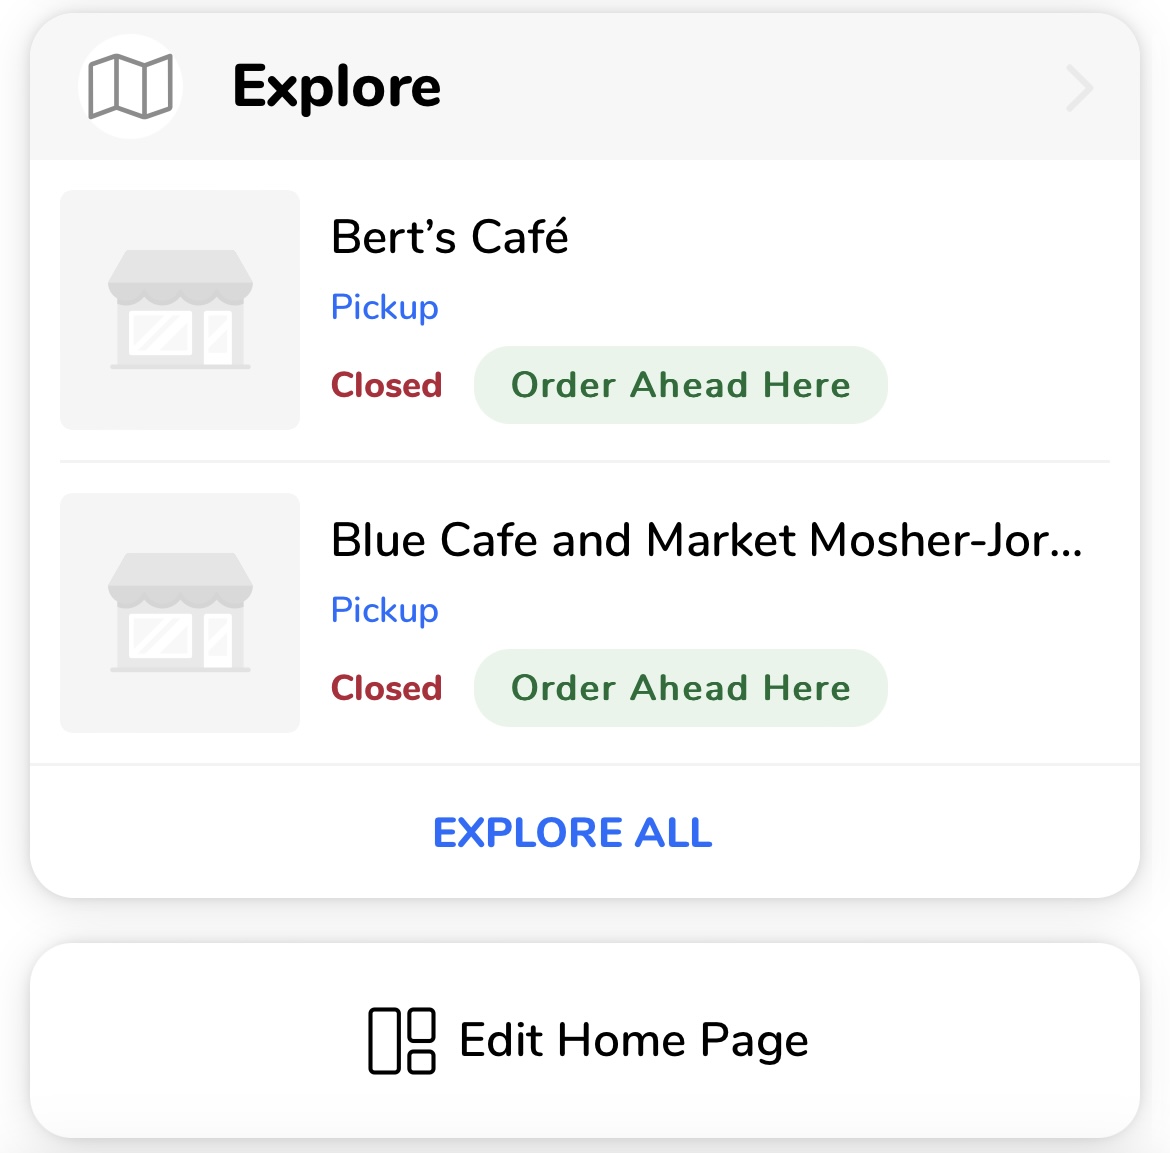 Explore
Bert’s Café
Pickup
Closed Order Ahead Here
Blue Cafe and Market Mosher-Jor...
Pickup
Closed Order Ahead Here
EXPLORE ALL
Edit Home Page